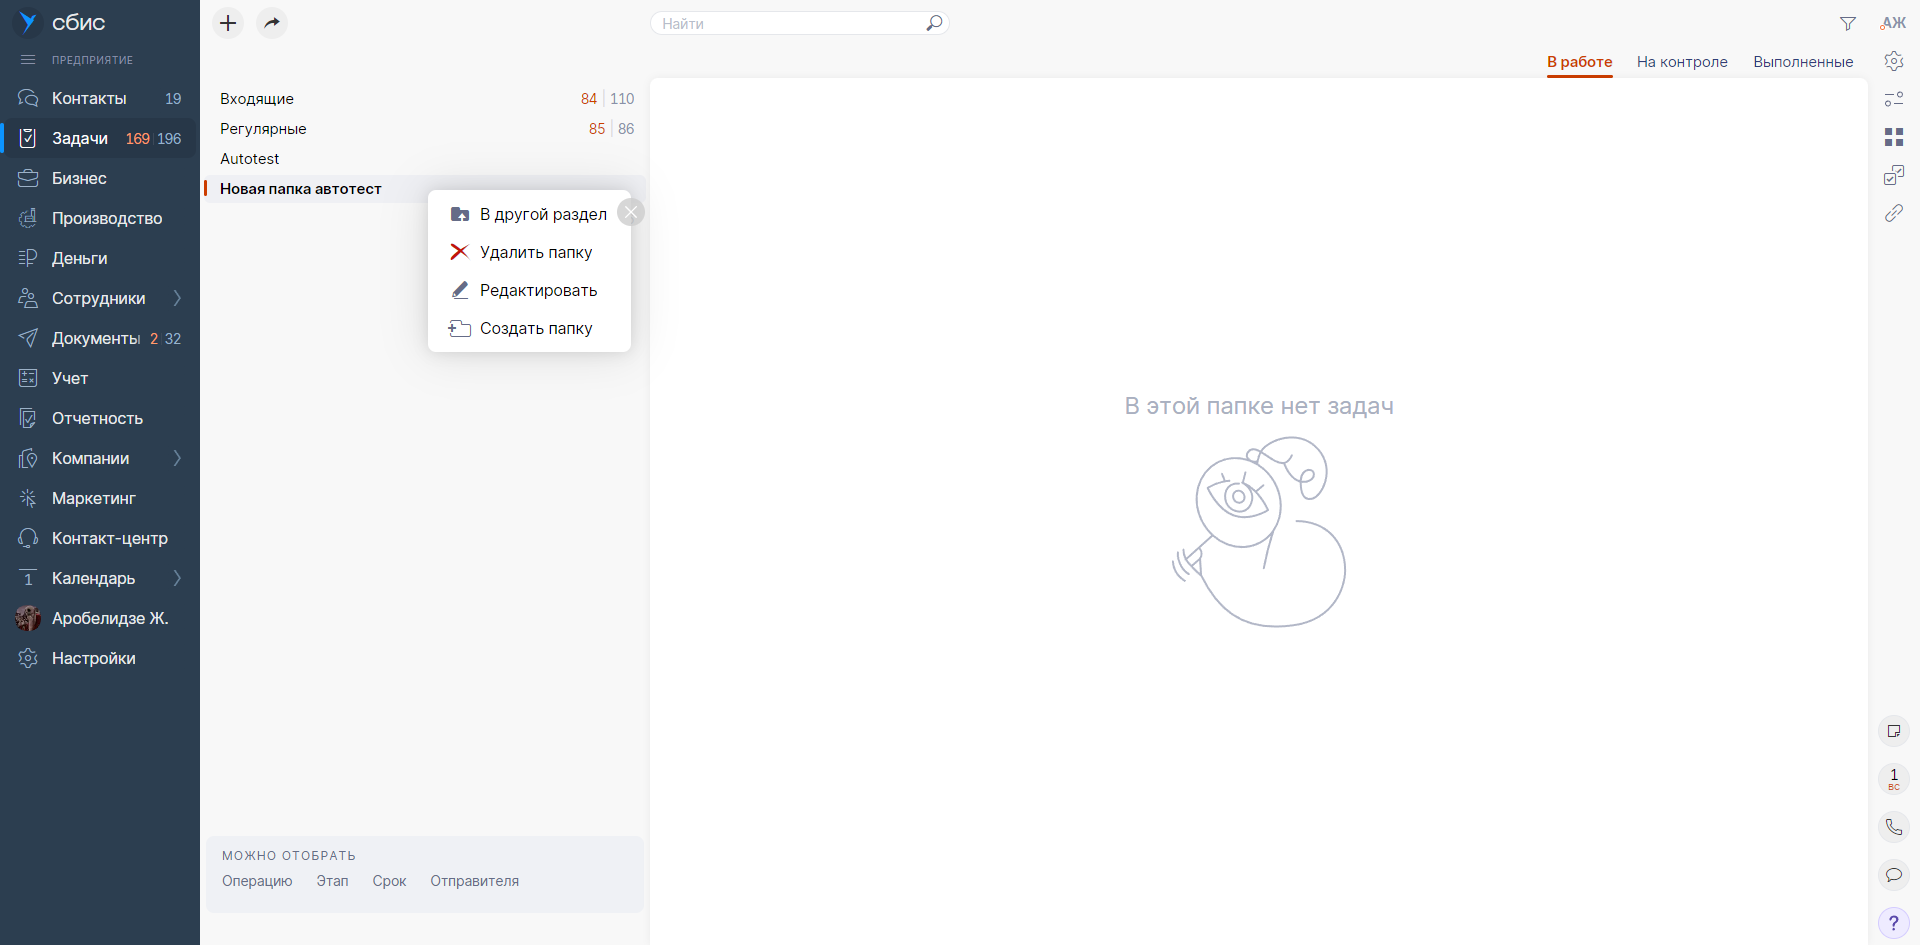 сбис
Найти
АЖ
ПРЕДПРИЯТИЕ
В работе На контроле Выполненные
Контакты 19
Задачи 169 196
Бизнес
Производство
Деньги
Сотрудники
Документы 2 32
Учет
Отчетность
Компании
Маркетинг
Контакт-центр
1 Календарь
Аробелидзе Ж.
Настройки
Входящие 84 110
Регулярные 85 86
Autotest
Новая папка автотест
В другой раздел
Удалить папку
Редактировать
Создать папку
МОЖНО ОТОБРАТЬ
Операцию Этап Срок Отправителя
В этой папке нет задач
1
ВС
?